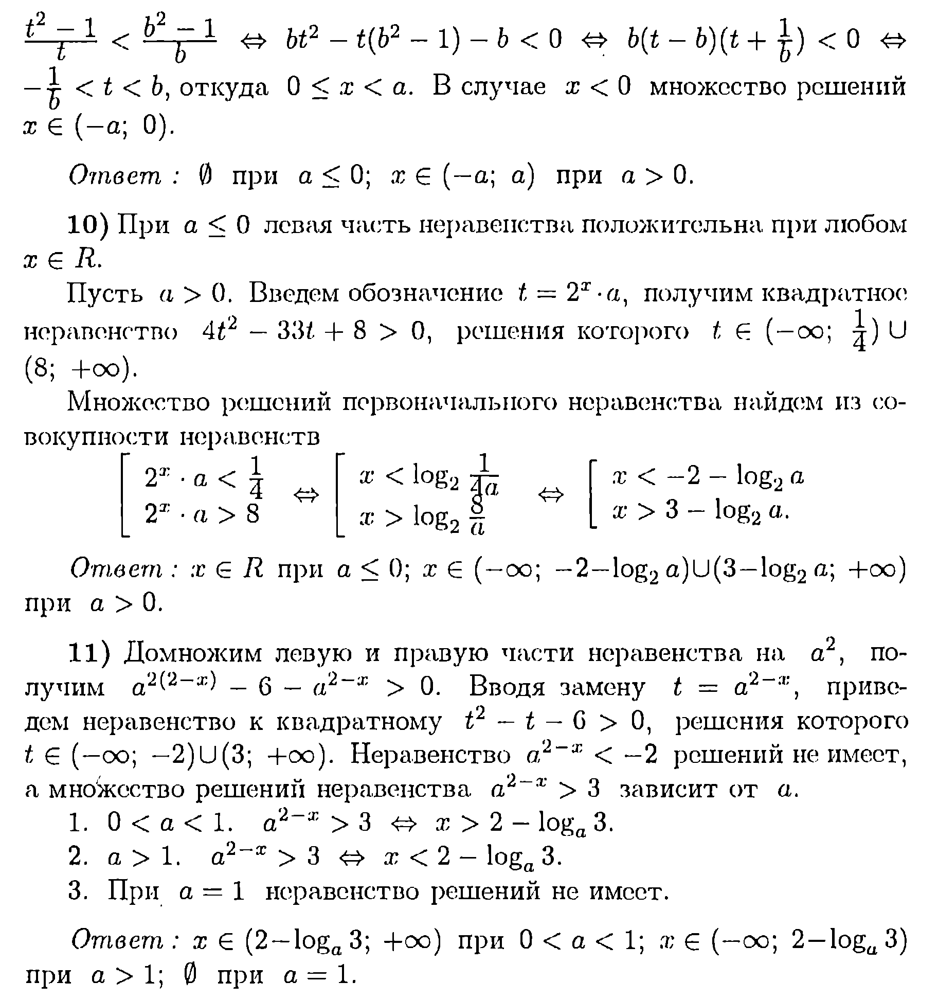 $\frac{t^2-1}{t} < \frac{b^2-1}{b} \Leftrightarrow bt^2 - t(b^2-1) - b < 0 \Leftrightarrow b(t-b)(t+\frac{1}{b}) < 0 \Leftrightarrow$
$-\frac{1}{b} < t < b$, откуда $0 \leq x < a$. В случае $x < 0$ множество решений
$x \in (-a;\ 0)$.
Ответ : $\emptyset$ при $a \leq 0$; $x \in (-a;\ a)$ при $a > 0$.
10) При $a \leq 0$ левая часть неравенства положительна при любом
$x \in R$.
Пусть $a > 0$. Введем обозначение $t = 2^x \cdot a$, получим квадратное
неравенство $4t^2 - 33t + 8 > 0$, решения которого $t \in (-\infty;\ \frac{1}{4}) \cup$
$(8;\ +\infty)$.
Множество решений первоначального неравенства найдем из со-
вокупности неравенств
$\left[\begin{array}{l} 2^x \cdot a < \frac{1}{4} \\ 2^x \cdot a > 8 \end{array}\right. \Leftrightarrow \left[\begin{array}{l} x < \log_2 \frac{1}{4a} \\ x > \log_2 \frac{8}{a} \end{array}\right. \Leftrightarrow \left[\begin{array}{l} x < -2 - \log_2 a \\ x > 3 - \log_2 a. \end{array}\right.$
Ответ : $x \in R$ при $a \leq 0$; $x \in (-\infty;\ -2-\log_2 a) \cup (3-\log_2 a;\ +\infty)$
при $a > 0$.
11) Домножим левую и правую части неравенства на $a^2$, по-
лучим $a^{2(2-x)} - 6 - a^{2-x} > 0$. Вводя замену $t = a^{2-x}$, приве-
дем неравенство к квадратному $t^2 - t - 6 > 0$, решения которого
$t \in (-\infty;\ -2) \cup (3;\ +\infty)$. Неравенство $a^{2-x} < -2$ решений не имеет,
а множество решений неравенства $a^{2-x} > 3$ зависит от $a$.
1. $0 < a < 1$. $a^{2-x} > 3 \Leftrightarrow x > 2 - \log_a 3$.
2. $a > 1$. $a^{2-x} > 3 \Leftrightarrow x < 2 - \log_a 3$.
3. При $a = 1$ неравенство решений не имеет.
Ответ : $x \in (2-\log_a 3;\ +\infty)$ при $0 < a < 1$; $x \in (-\infty;\ 2-\log_a 3)$
при $a > 1$; $\emptyset$ при $a = 1$.